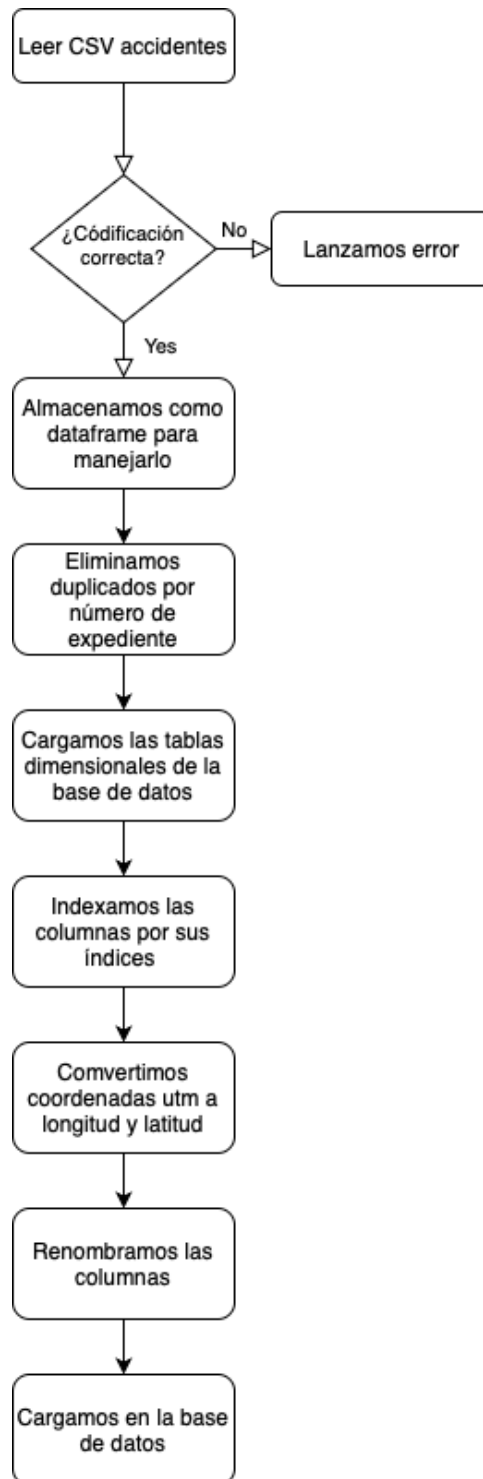 Leer CSV accidentes
¿Códificación
correcta?
No
Lanzamos error
Yes
Almacenamos como
dataframe para
manejarlo
Eliminamos
duplicados por
número de
expediente
Cargamos las tablas
dimensionales de la
base de datos
Indexamos las
columnas por sus
índices
Comvertimos
coordenadas utm a
longitud y latitud
Renombramos las
columnas
Cargamos en la base
de datos